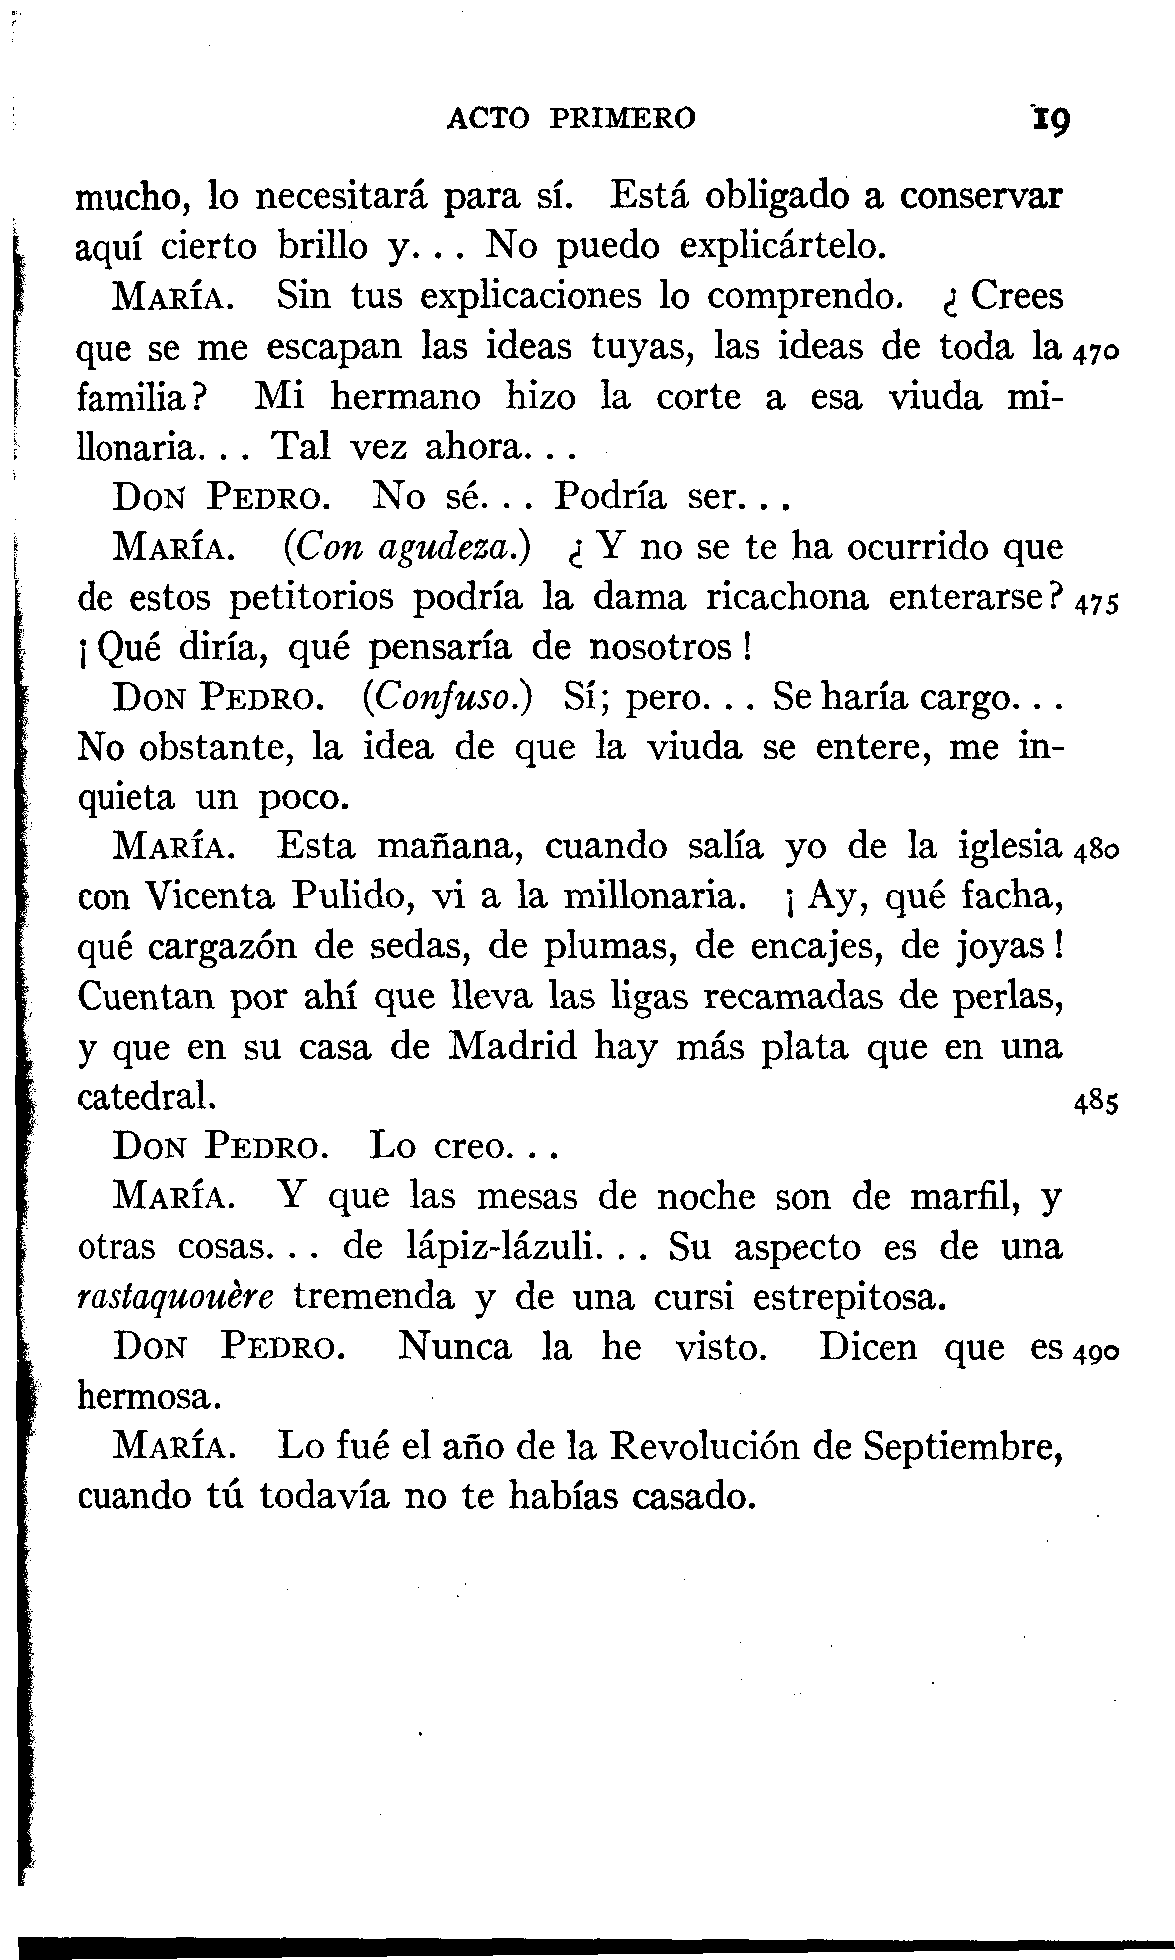 ACTO PRIMERO 19
mucho, lo necesitará para sí. Está obligado a conservar
aquí cierto brillo y. . . No puedo explicártelo.
MARÍA. Sin tus explicaciones lo comprendo. ¿ Crees
que se me escapan las ideas tuyas, las ideas de toda la 470
familia? Mi hermano hizo la corte a esa viuda mi-
llonaria. . . Tal vez ahora. . .
DON PEDRO. No sé. . . Podría ser. . .
MARÍA. (Con agudeza.) ¿ Y no se te ha ocurrido que
de estos petitorios podría la dama ricachona enterarse? 475
¡ Qué diría, qué pensaría de nosotros !
DON PEDRO. (Confuso.) Sí; pero. . . Se haría cargo. . .
No obstante, la idea de que la viuda se entere, me in-
quieta un poco.
MARÍA. Esta mañana, cuando salía yo de la iglesia 480
con Vicenta Pulido, vi a la millonaria. ¡ Ay, qué facha,
qué cargazón de sedas, de plumas, de encajes, de joyas !
Cuentan por ahí que lleva las ligas recamadas de perlas,
y que en su casa de Madrid hay más plata que en una
catedral. 485
DON PEDRO. Lo creo. . .
MARÍA. Y que las mesas de noche son de marfil, y
otras cosas. . . de lápiz-lázuli. . . Su aspecto es de una
rastaquouère tremenda y de una cursi estrepitosa.
DON PEDRO. Nunca la he visto. Dicen que es 490
hermosa.
MARÍA. Lo fué el año de la Revolución de Septiembre,
cuando tú todavía no te habías casado.